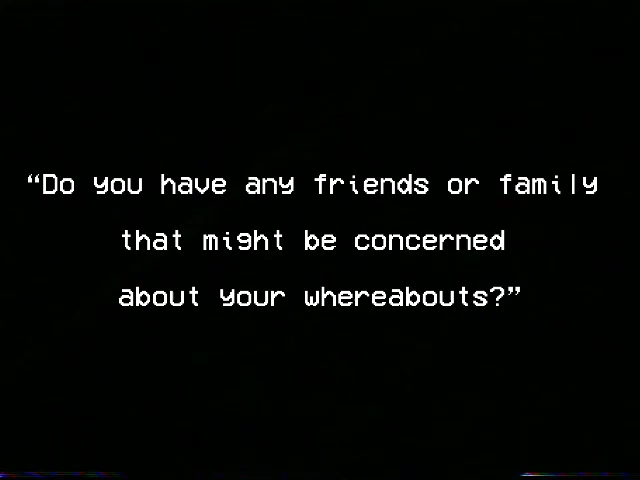 “Do you have any friends or family
that might be concerned
about your whereabouts?”